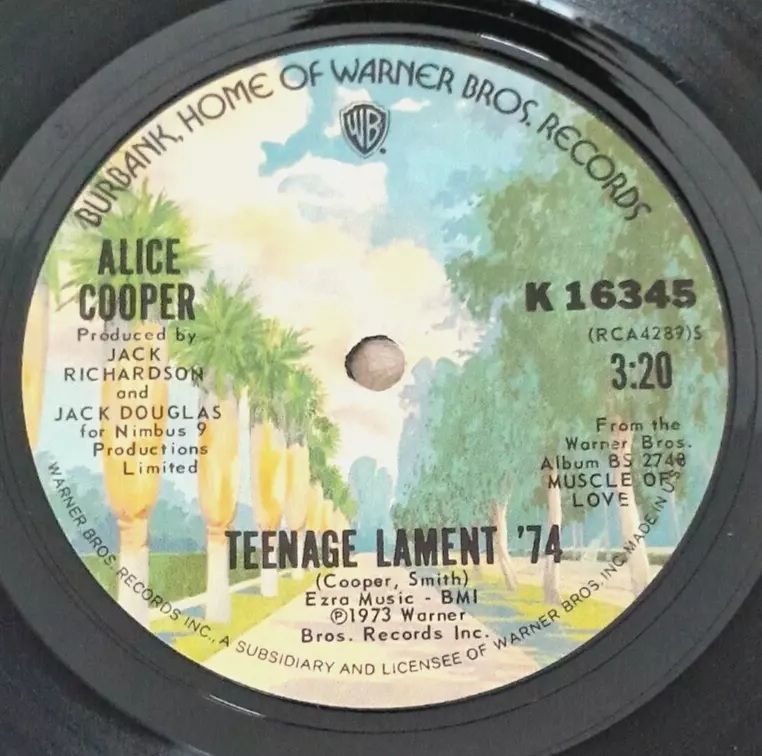 BURBANK, HOME OF WARNER BROS. RECORDS
WB
ALICE
COOPER
Produced by
JACK
RICHARDSON
and
JACK DOUGLAS
for Nimbus 9
Productions
Limited
K 16345
(RCA4289)S
3:20
From the
Warner Bros.
Album BS 2748
MUSCLE OF
LOVE
TEENAGE LAMENT '74
(Cooper, Smith)
Ezra Music - BMI
Ⓟ1973 Warner
Bros. Records Inc.
WARNER BROS. RECORDS INC., A SUBSIDIARY AND LICENSEE OF WARNER BROS. INC. MADE IN U.S.